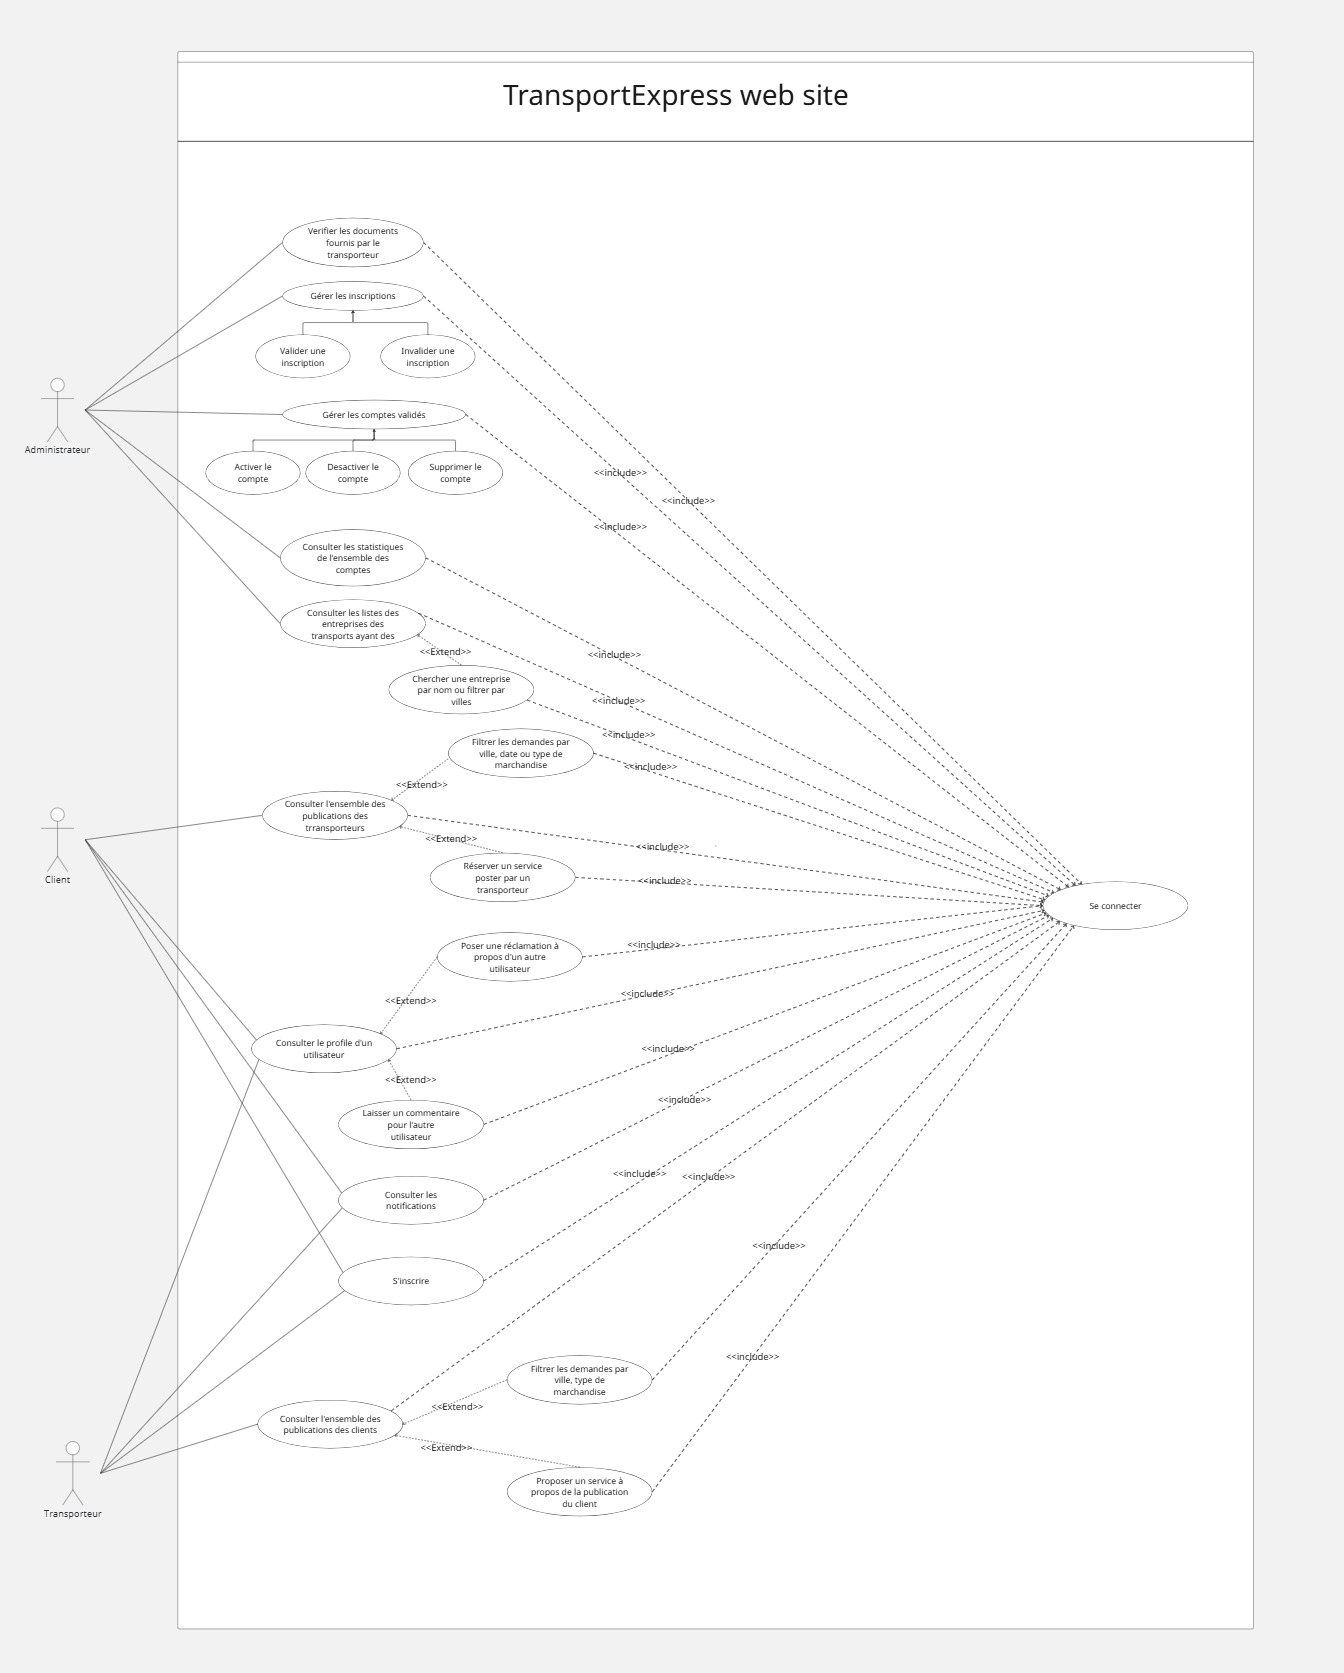 TransportExpress web site
Verifier les documents
fournis par le
transporteur
Gérer les inscriptions
Valider une
inscription
Invalider une
inscription
Administrateur
Gérer les comptes validés
Activer le
compte
Desactiver le
compte
Supprimer le
compte
<<include>>
<<include>>
<<include>>
Consulter les statistiques
de l'ensemble des
comptes
Consulter les listes des
entreprises des
transports ayant des
<<Extend>>
<<include>>
Chercher une entreprise
par nom ou filtrer par
villes
<<include>>
<<include>>
Filtrer les demandes par
ville, date ou type de
marchandise
<<include>>
<<Extend>>
Consulter l'ensemble des
publications des
trransporteurs
<<Extend>>
<<include>>
Client
Réserver un service
poster par un
transporteur
<<include>>
Se connecter
Poser une réclamation à
propos d'un autre
utilisateur
<<include>>
<<Extend>>
<<include>>
Consulter le profile d'un
utilisateur
<<include>>
<<Extend>>
Laisser un commentaire
pour l'autre
utilisateur
<<include>>
<<include>>
<<include>>
Consulter les
notifications
<<include>>
S'inscrire
<<include>>
Filtrer les demandes par
ville, type de
marchandise
<<Extend>>
Consulter l'ensemble des
publications des clients
<<Extend>>
Proposer un service à
propos de la publication
du client
Transporteur